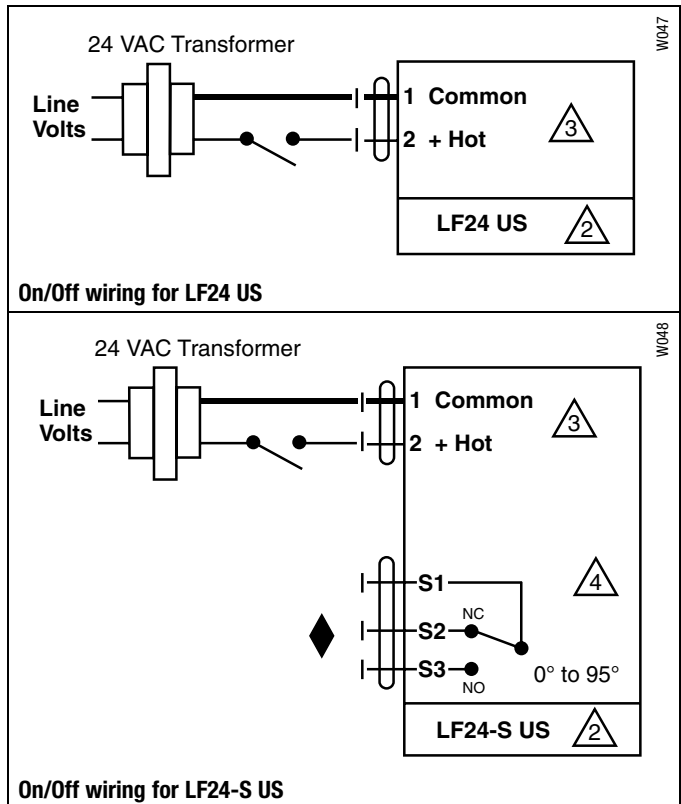 W047
24 VAC Transformer
Line
Volts
1 Common
2 + Hot
3
LF24 US
2
On/Off wiring for LF24 US
W048
24 VAC Transformer
Line
Volts
1 Common
2 + Hot
3
S1
4
S2
NC
S3
NO
0° to 95°
LF24-S US
2
On/Off wiring for LF24-S US